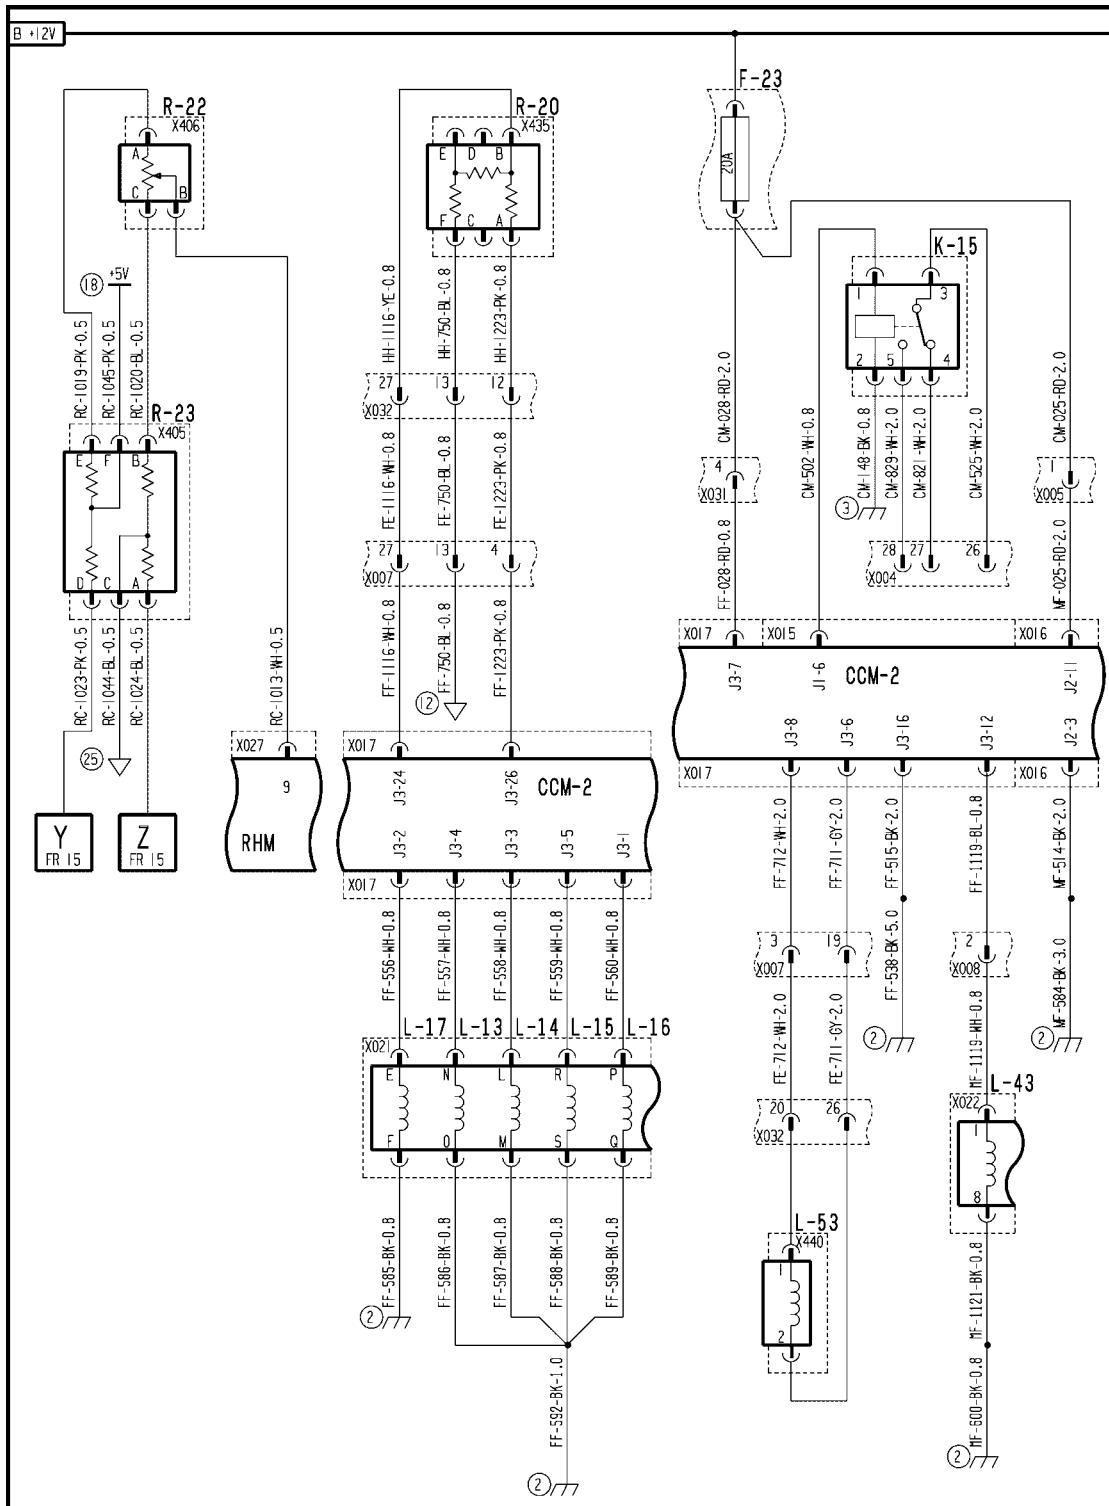 B +12V
F-23
20A
R-22
X406
A
C
B
R-20
X435
E
D
B
F
C
A
K-15
1
3
2
5
4
18
+5V
RC-1019-PK-0.5
RC-1045-PK-0.5
RC-1020-BL-0.5
HH-1116-YE-0.8
HH-750-BL-0.8
HH-1223-PK-0.8
27
13
12
X032
CM-028-RD-2.0
CM-502-WH-0.8
CM-148-BK-0.8
CM-829-WH-2.0
CM-821-WH-2.0
CM-525-WH-2.0
CM-025-RD-2.0
R-23
X405
E
F
B
D
C
A
FE-1116-WH-0.8
FE-750-BL-0.8
FE-1223-PK-0.8
4
X031
3
1
X005
27
13
4
X007
28
27
26
X004
FF-028-RD-0.8
MF-025-RD-2.0
RC-1023-PK-0.5
RC-1044-BL-0.5
RC-1024-BL-0.5
RC-1013-WH-0.5
FF-1116-WH-0.8
FF-750-BL-0.8
FF-1223-PK-0.8
12
25
X017
X015
X016
J3-7
J1-6
CCM-2
J2-11
J3-8
J3-6
J3-16
J3-12
J2-3
X017
X016
X027
9
RHM
X017
J3-24
J3-26
CCM-2
J3-2
J3-4
J3-3
J3-5
J3-1
X017
Y
FR 15
Z
FR 15
FF-712-WH-2.0
FF-711-GY-2.0
FF-515-BK-2.0
FF-1119-BL-0.8
MF-514-BK-2.0
FF-556-WH-0.8
FF-557-WH-0.8
FF-558-WH-0.8
FF-559-WH-0.8
FF-560-WH-0.8
3
19
X007
FF-538-BK-5.0
2
X008
MF-584-BK-3.0
L-17
L-13
L-14
L-15
L-16
X021
E
N
L
R
P
F
O
M
S
Q
FE-712-WH-2.0
FE-711-GY-2.0
2
MF-1119-WH-0.8
2
20
26
X032
L-43
X022
1
8
FF-585-BK-0.8
FF-586-BK-0.8
FF-587-BK-0.8
FF-588-BK-0.8
FF-589-BK-0.8
2
L-53
X440
1
2
MF-1121-BK-0.8
FF-592-BK-1.0
MF-600-BK-0.8
2
2